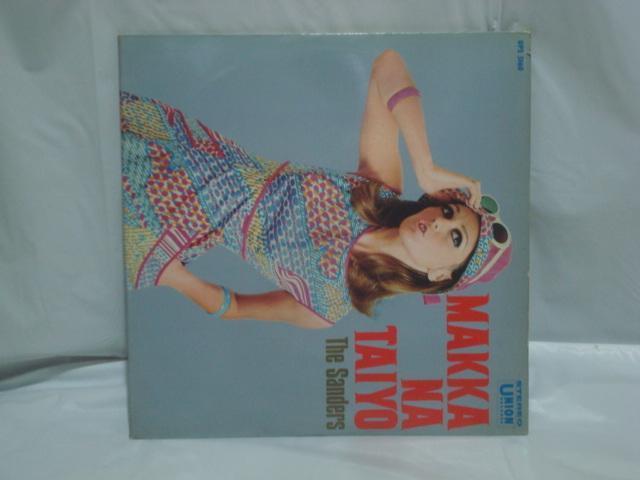 MAKKA
NA
TAIYO
The Sanders
STEREO
UNION